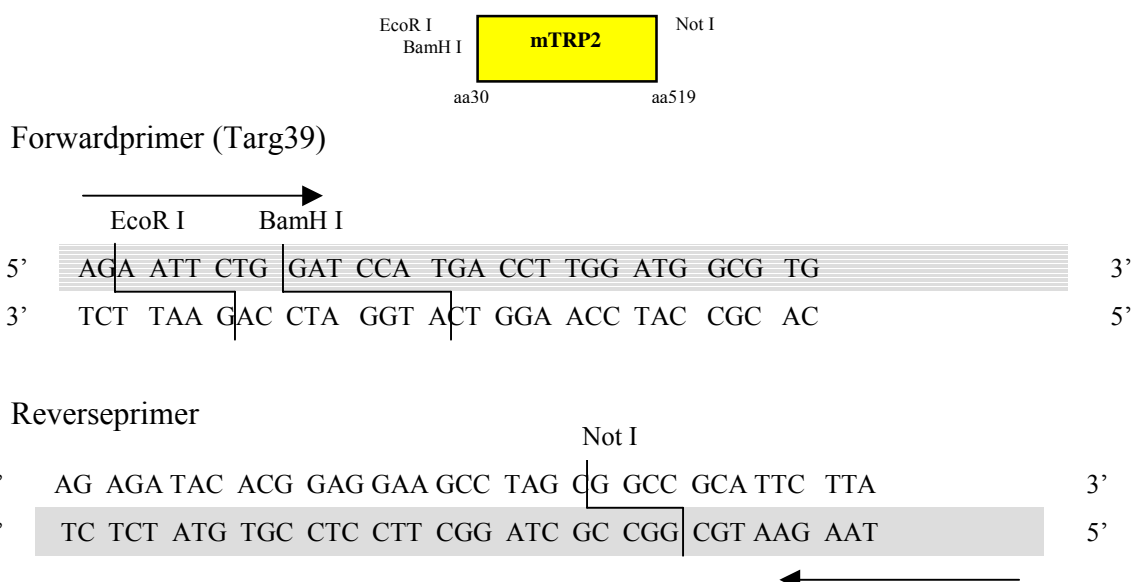 EcoR I mTRP2 Not I
BamH I
aa30 aa519
Forwardprimer (Targ39)
EcoR I BamH I
5’ AGA ATT CTG GAT CCA TGA CCT TGG ATG GCG TG 3’
3’ TCT TAA GAC CTA GGT ACT GGA ACC TAC CGC AC 5’
Reverseprimer
Not I
’ AG AGA TAC ACG GAG GAA GCC TAG CG GCC GCA TTC TTA 3’
’ TC TCT ATG TGC CTC CTT CGG ATC GC CGG CGT AAG AAT 5’